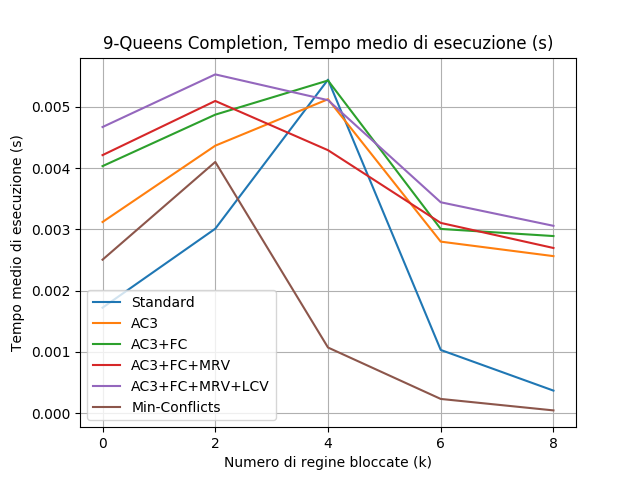 9-Queens Completion, Tempo medio di esecuzione (s)
Tempo medio di esecuzione (s)
0.005
0.004
0.003
0.002
0.001
0.000
Standard
AC3
AC3+FC
AC3+FC+MRV
AC3+FC+MRV+LCV
Min-Conflicts
0 2 4 6 8
Numero di regine bloccate (k)